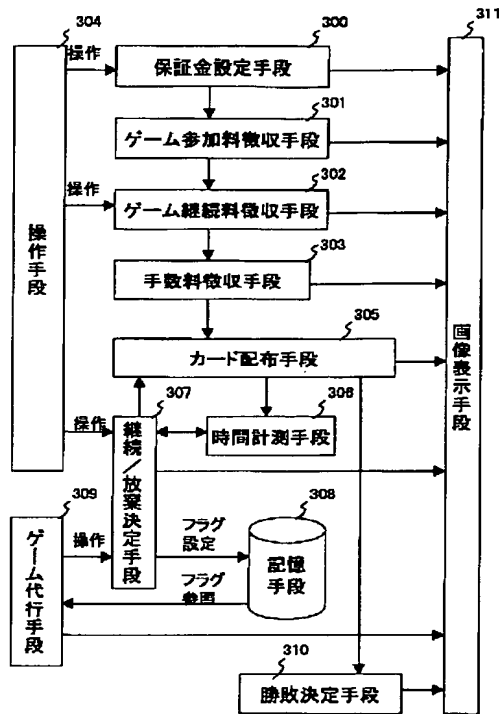 304
300
311
操作
保証金設定手段
301
ゲーム参加料徴収手段
302
操作
ゲーム継続料徴収手段
303
操作手段
手数料徴収手段
305
カード配布手段
画像表示手段
307
306
操作
継続/放棄決定手段
時間計測手段
309
308
ゲーム代行手段
操作
フラグ
設定
記憶
手段
フラグ
参照
310
勝敗決定手段